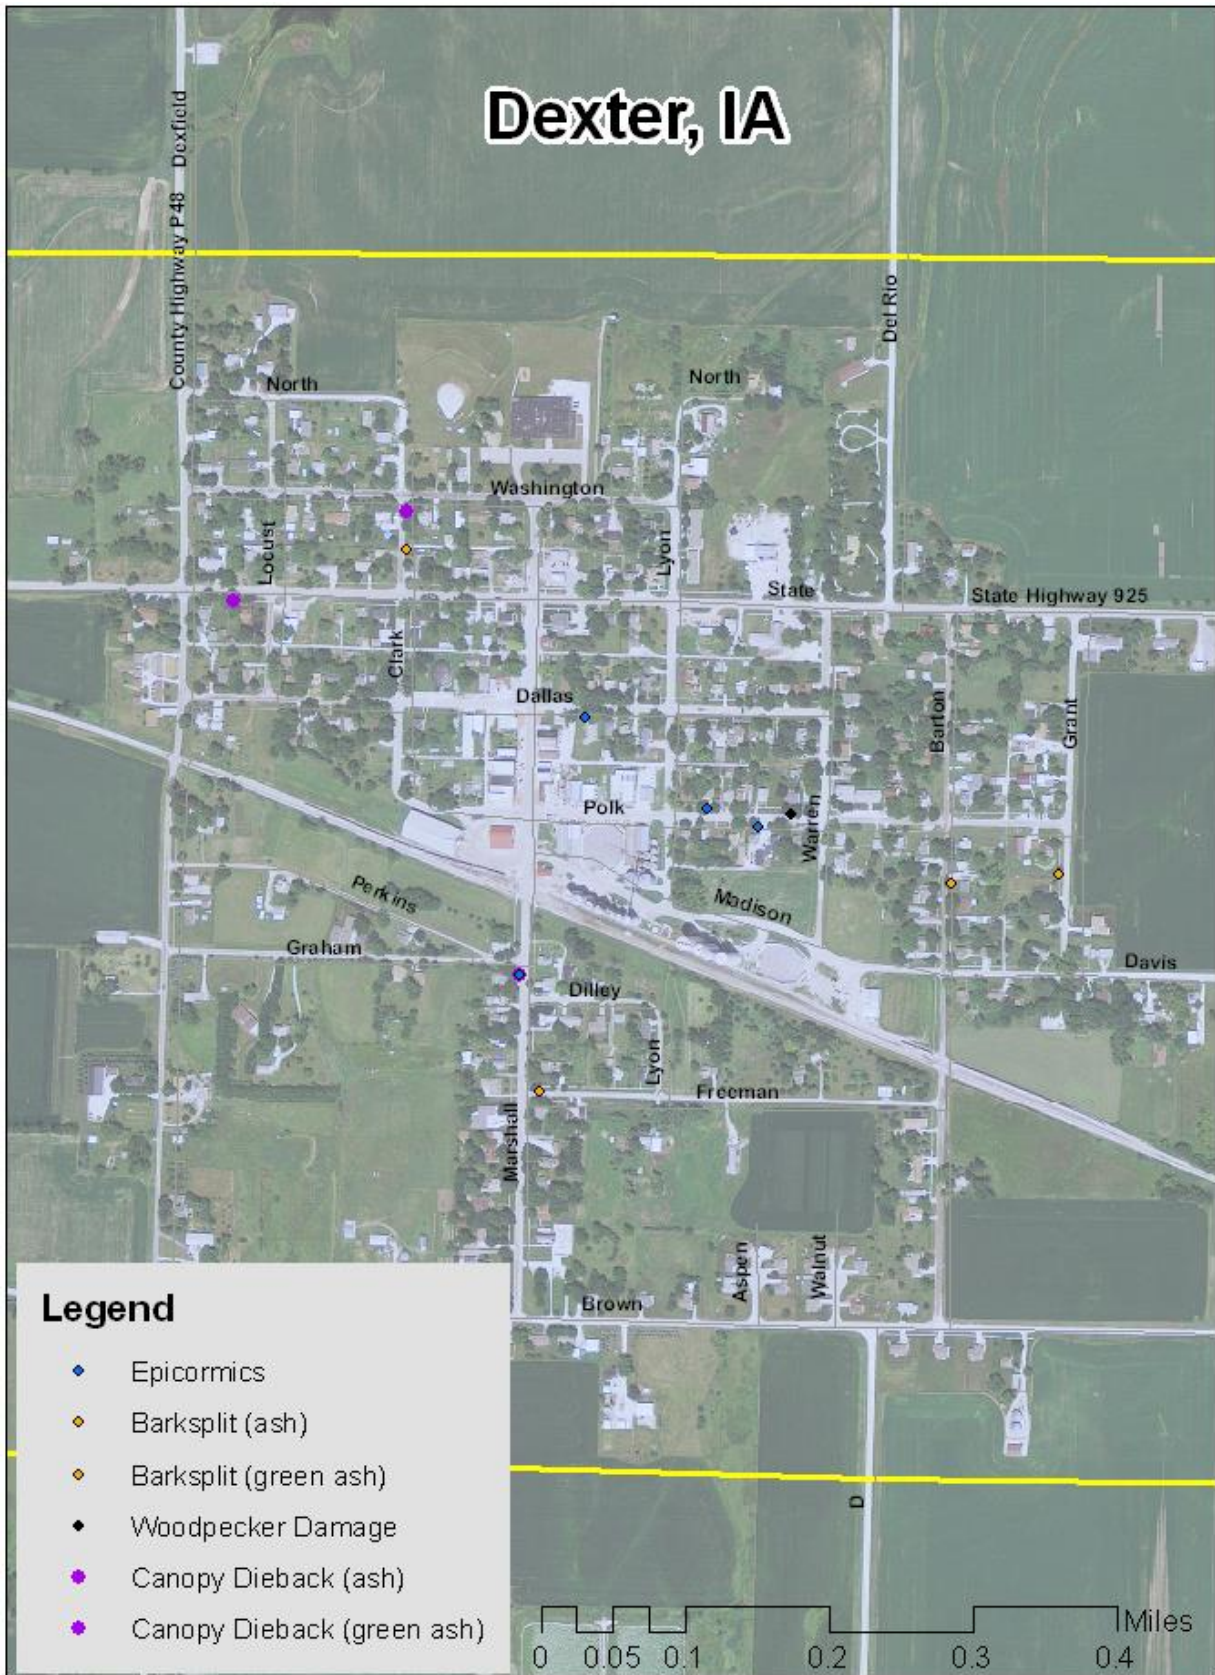 Dexter, IA
County Highway P48 Dexfield
Del Rio
North
North
Washington
Locust
Lyon
State
State Highway 925
Clark
Dallas
Barton
Grant
Polk
Warren
Perkins
Madison
Graham
Davis
Dilley
Lyon
Freeman
Marshall
Aspen
Walnut
Brown
D
Legend
Epicormics
Barksplit (ash)
Barksplit (green ash)
Woodpecker Damage
Canopy Dieback (ash)
Canopy Dieback (green ash)
Miles
0 0.05 0.1 0.2 0.3 0.4